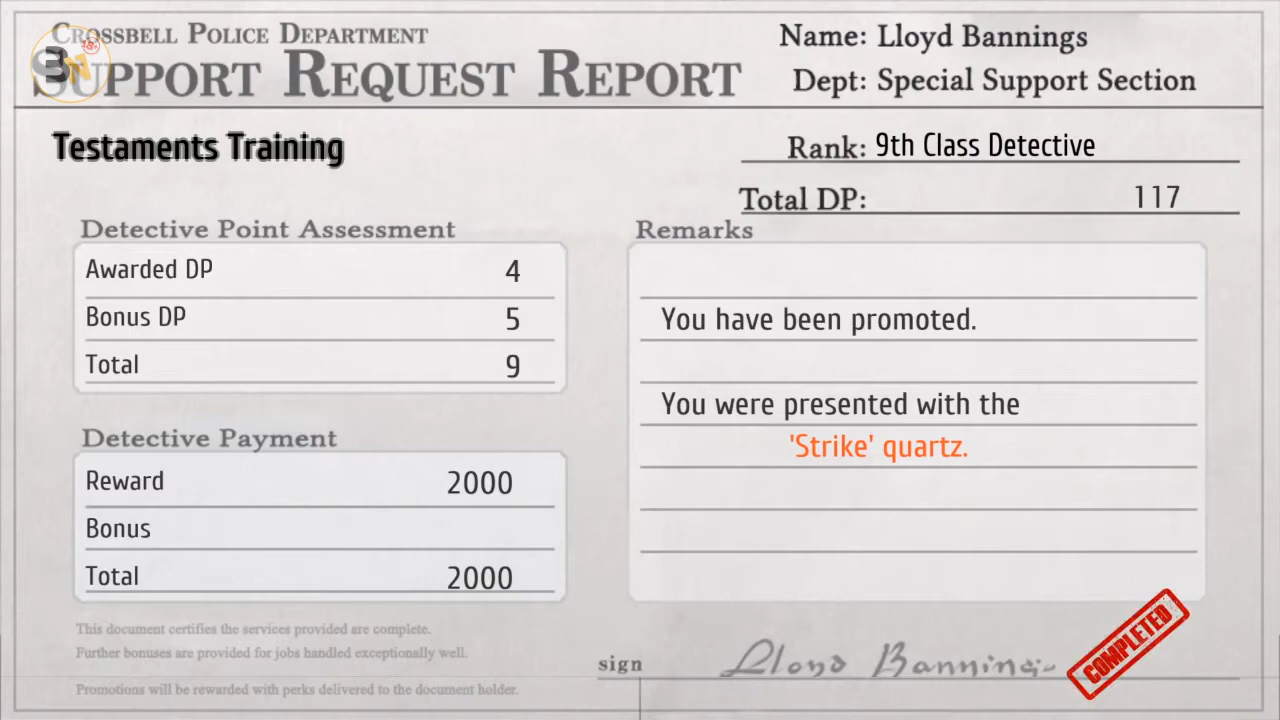 CROSSBELL POLICE DEPARTMENT
SUPPORT REQUEST REPORT
18+
Name: Lloyd Bannings
Dept: Special Support Section
Testaments Training
Rank: 9th Class Detective
Total DP: 117
Detective Point Assessment
Awarded DP 4
Bonus DP 5
Total 9
Detective Payment
Reward 2000
Bonus
Total 2000
Remarks
You have been promoted.
You were presented with the
'Strike' quartz.
This document certifies the services provided are complete.
Further bonuses are provided for jobs handled exceptionally well.
Promotions will be rewarded with perks delivered to the document holder.
sign Lloyd Bannings
COMPLETED